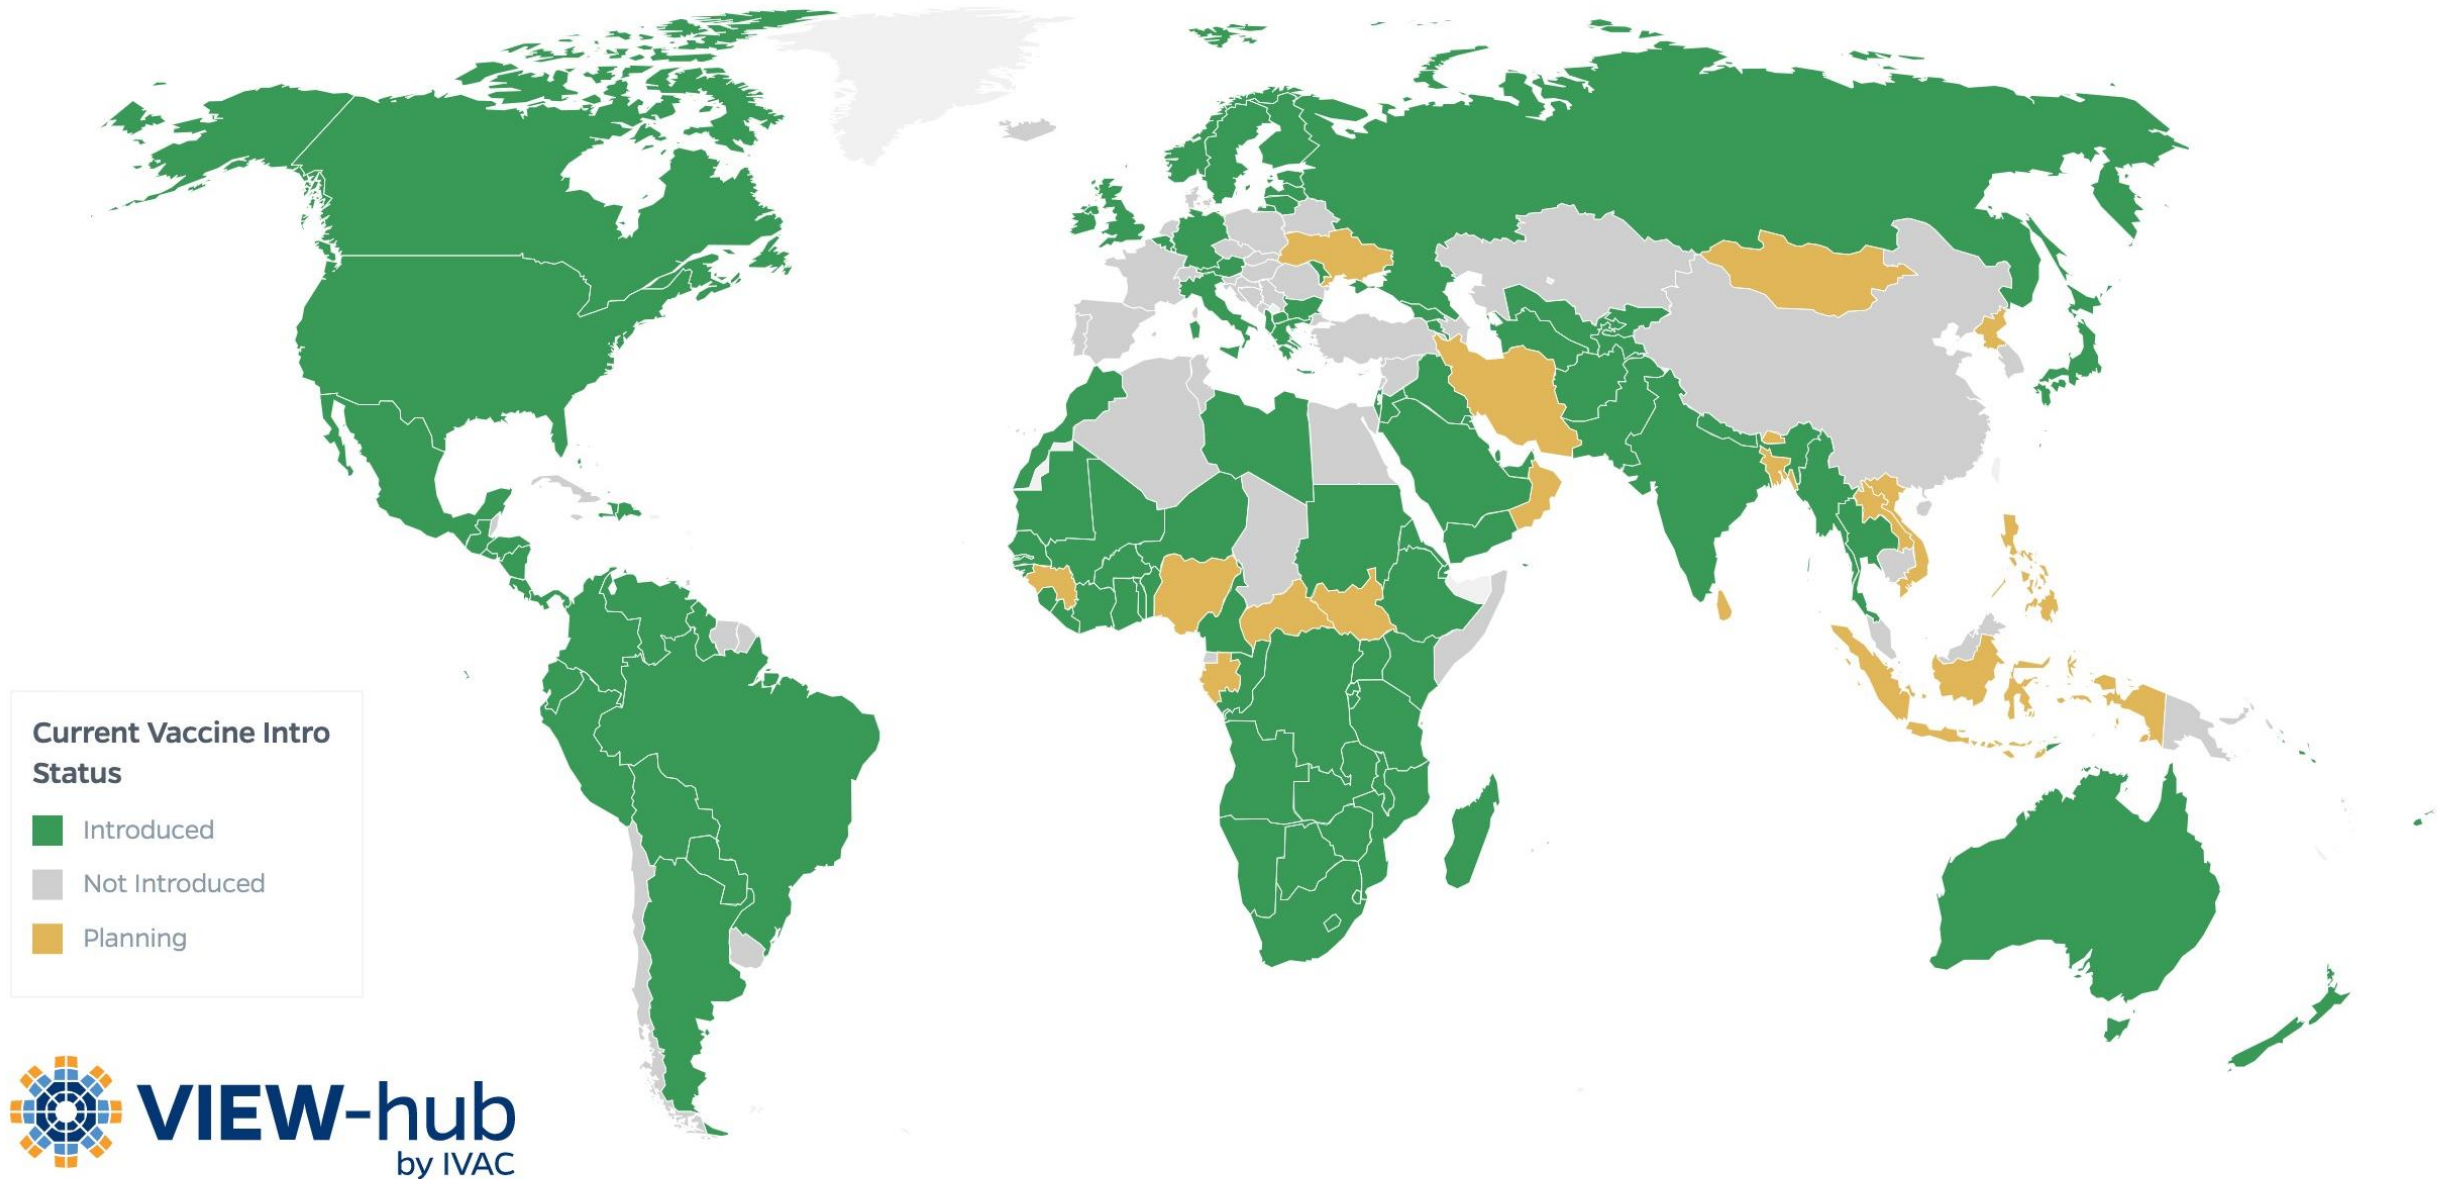 Current Vaccine Intro
Status
Introduced
Not Introduced
Planning
VIEW-hub
by IVAC